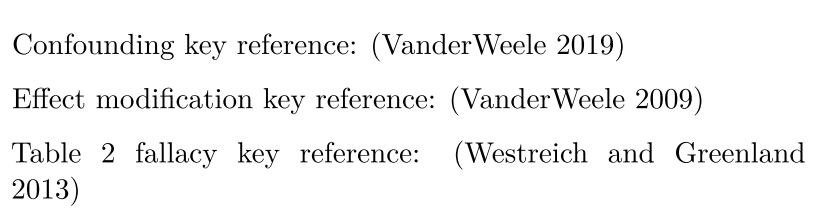 Confounding key reference: (VanderWeele 2019)
Effect modification key reference: (VanderWeele 2009)
Table 2 fallacy key reference: (Westreich and Greenland
2013)